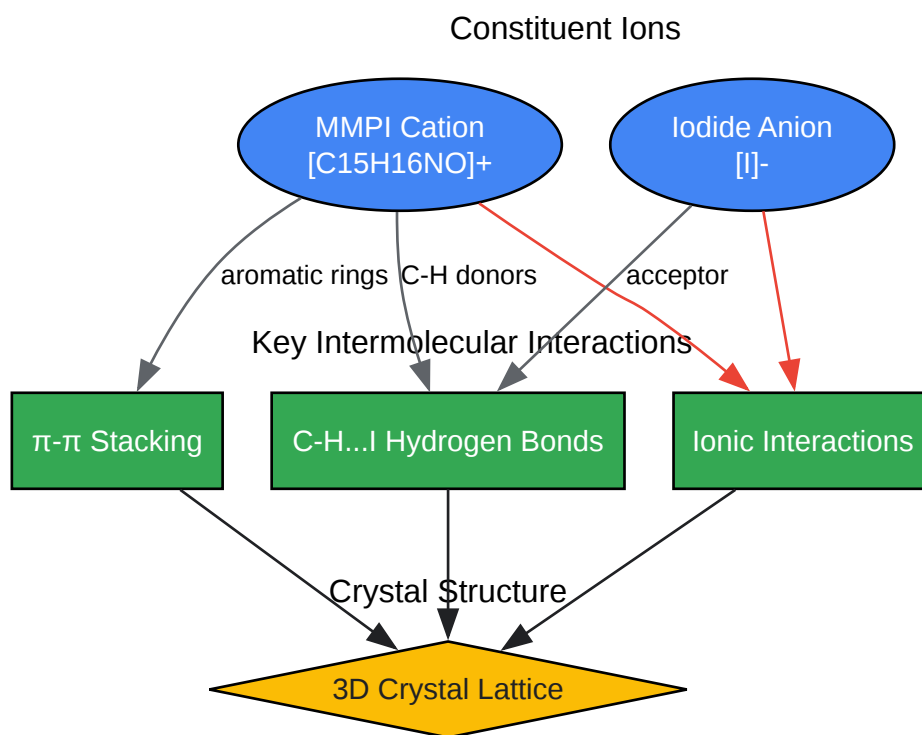 Constituent Ions
MMPI Cation
[C15H16NO]+
Iodide Anion
[I]-
aromatic rings
C-H donors
acceptor
Key Intermolecular Interactions
π-π Stacking
C-H...I Hydrogen Bonds
Ionic Interactions
Crystal Structure
3D Crystal Lattice